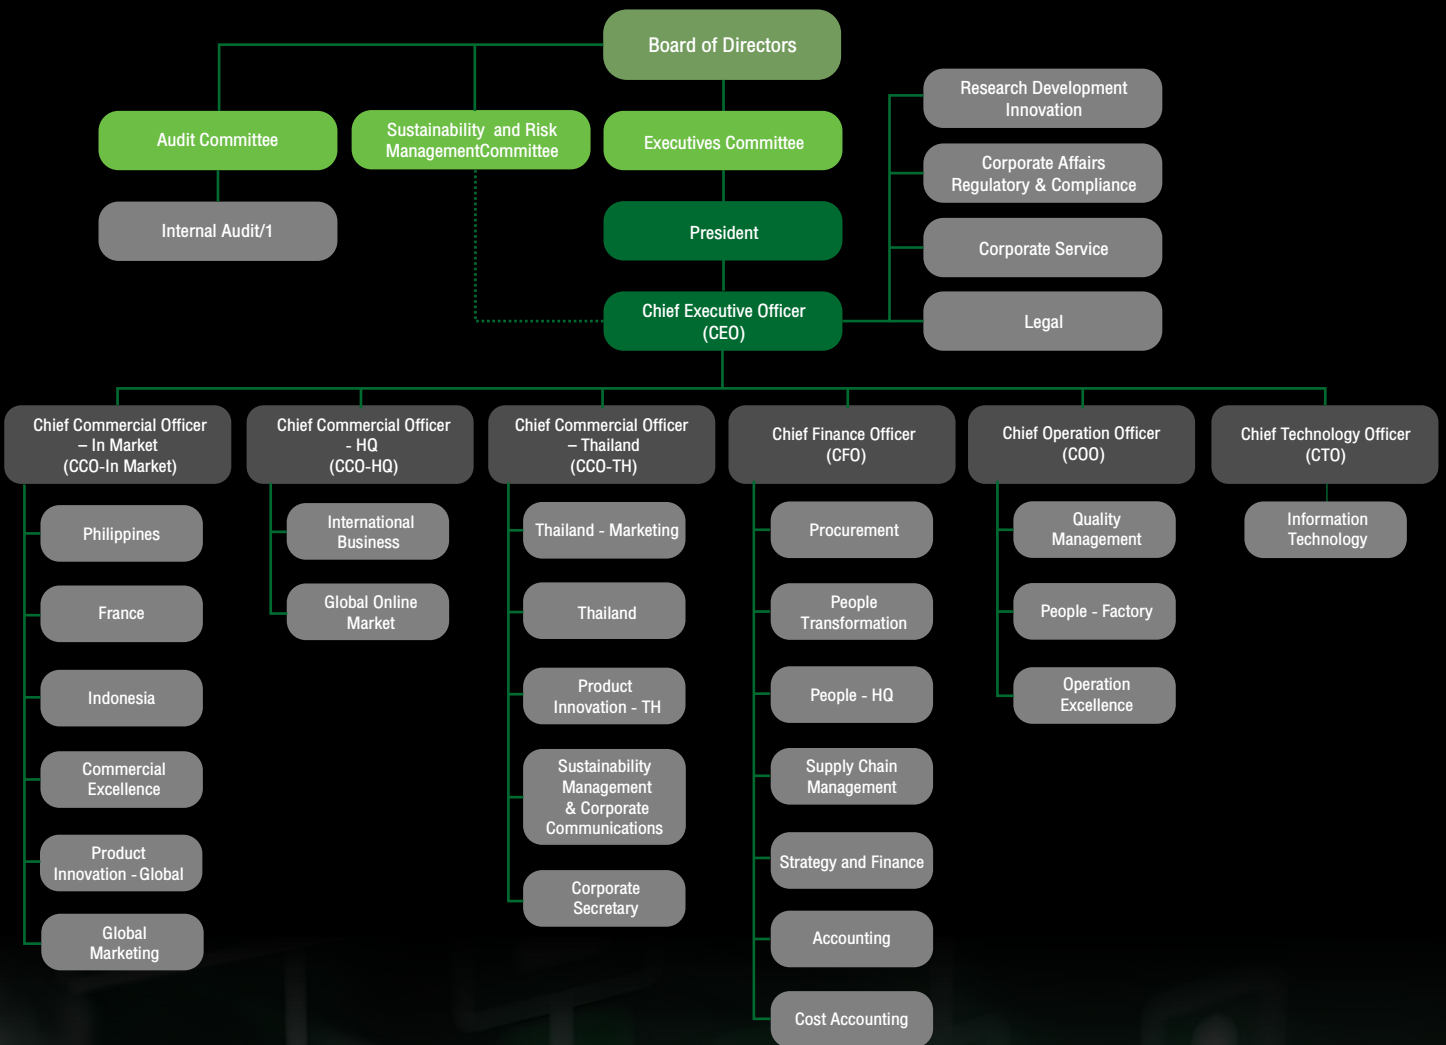 Board of Directors
Audit Committee
Sustainability and Risk
ManagementCommittee
Executives Committee
Internal Audit/1
President
Chief Executive Officer
(CEO)
Research Development
Innovation
Corporate Affairs
Regulatory & Compliance
Corporate Service
Legal
Chief Commercial Officer
– In Market
(CCO-In Market)
Philippines
France
Indonesia
Commercial
Excellence
Product
Innovation - Global
Global
Marketing
Chief Commercial Officer
- HQ
(CCO-HQ)
International
Business
Global Online
Market
Chief Commercial Officer
– Thailand
(CCO-TH)
Thailand - Marketing
Thailand
Product
Innovation - TH
Sustainability
Management
& Corporate
Communications
Corporate
Secretary
Chief Finance Officer
(CFO)
Procurement
People
Transformation
People - HQ
Supply Chain
Management
Strategy and Finance
Accounting
Cost Accounting
Chief Operation Officer
(COO)
Quality
Management
People - Factory
Operation
Excellence
Chief Technology Officer
(CTO)
Information
Technology